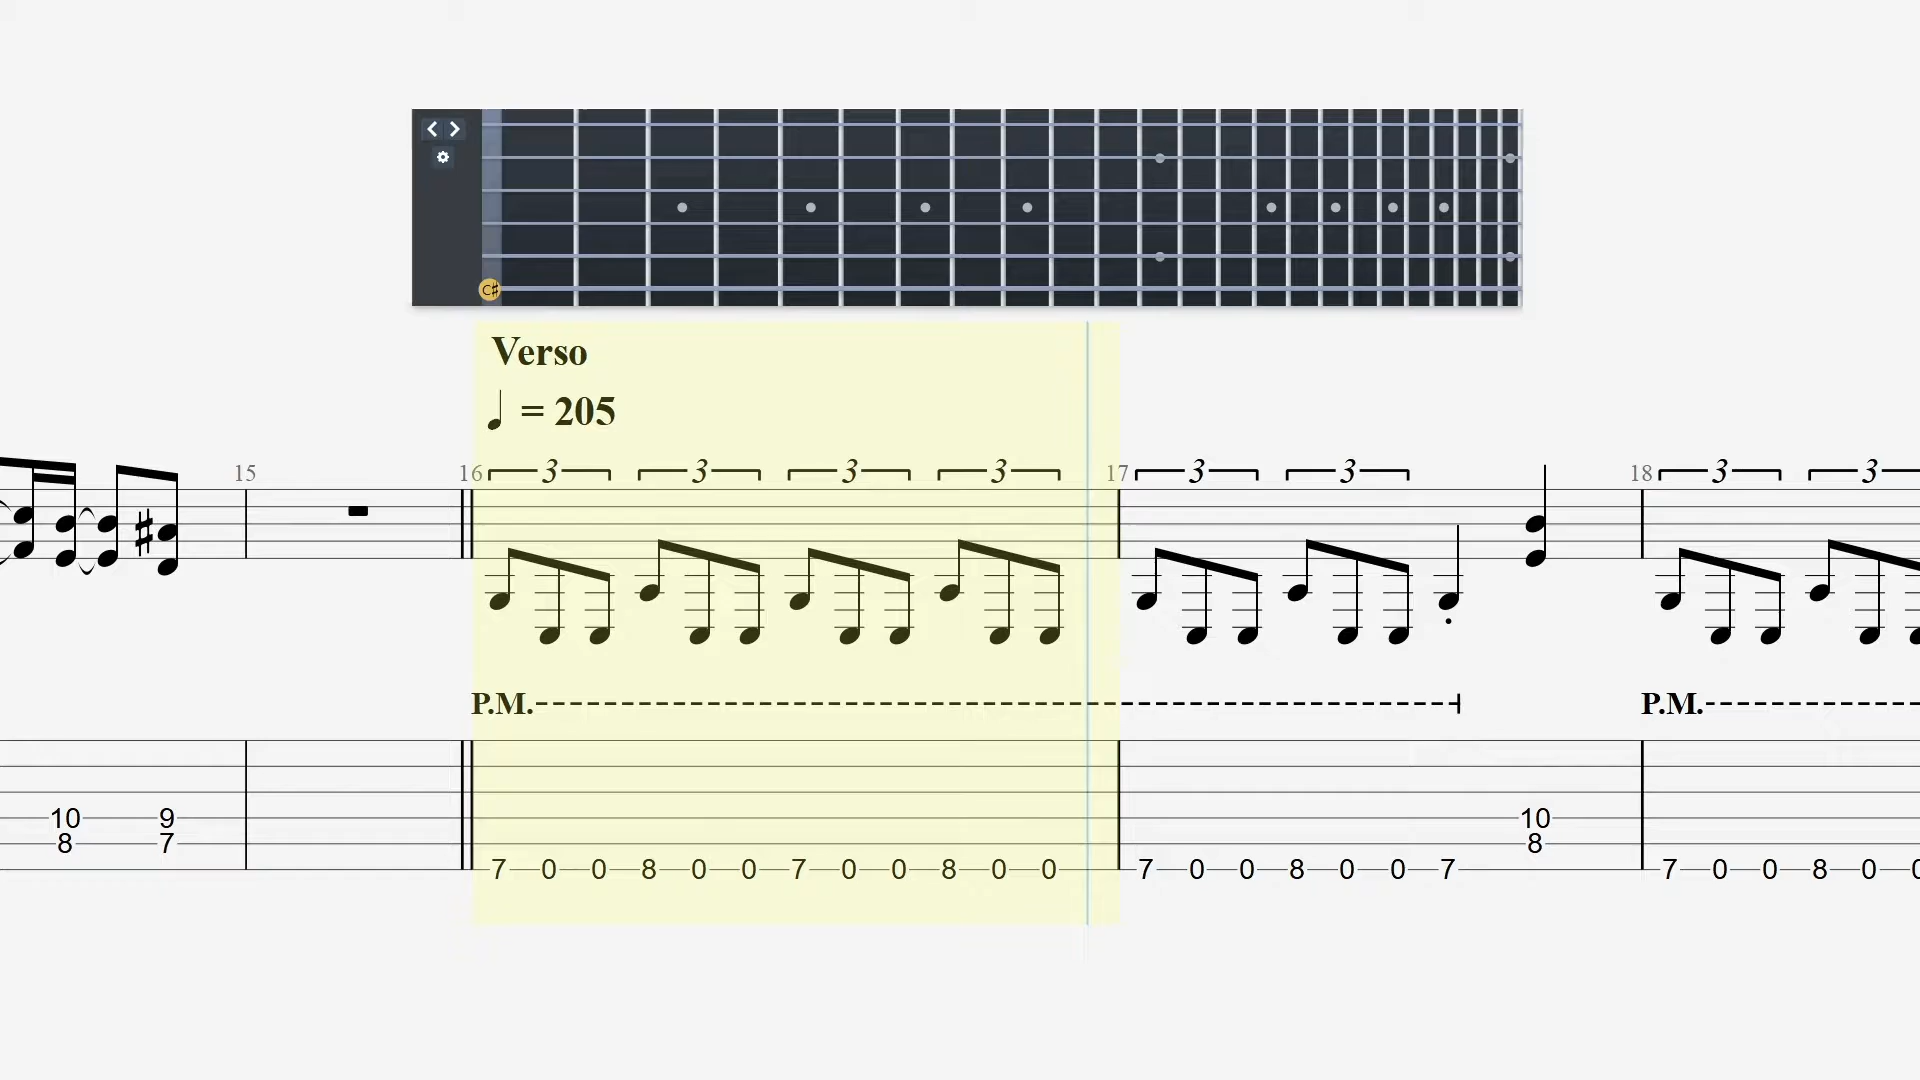 C♯
Verso
♩ = 205
15 16 3 3 3 3 17 3 3 18 3 3
P.M. P.M.
10 9 10
8 7 8
7 0 0 8 0 0 7 0 0 8 0 0 7 0 0 8 0 0 7 7 0 0 8 0 0